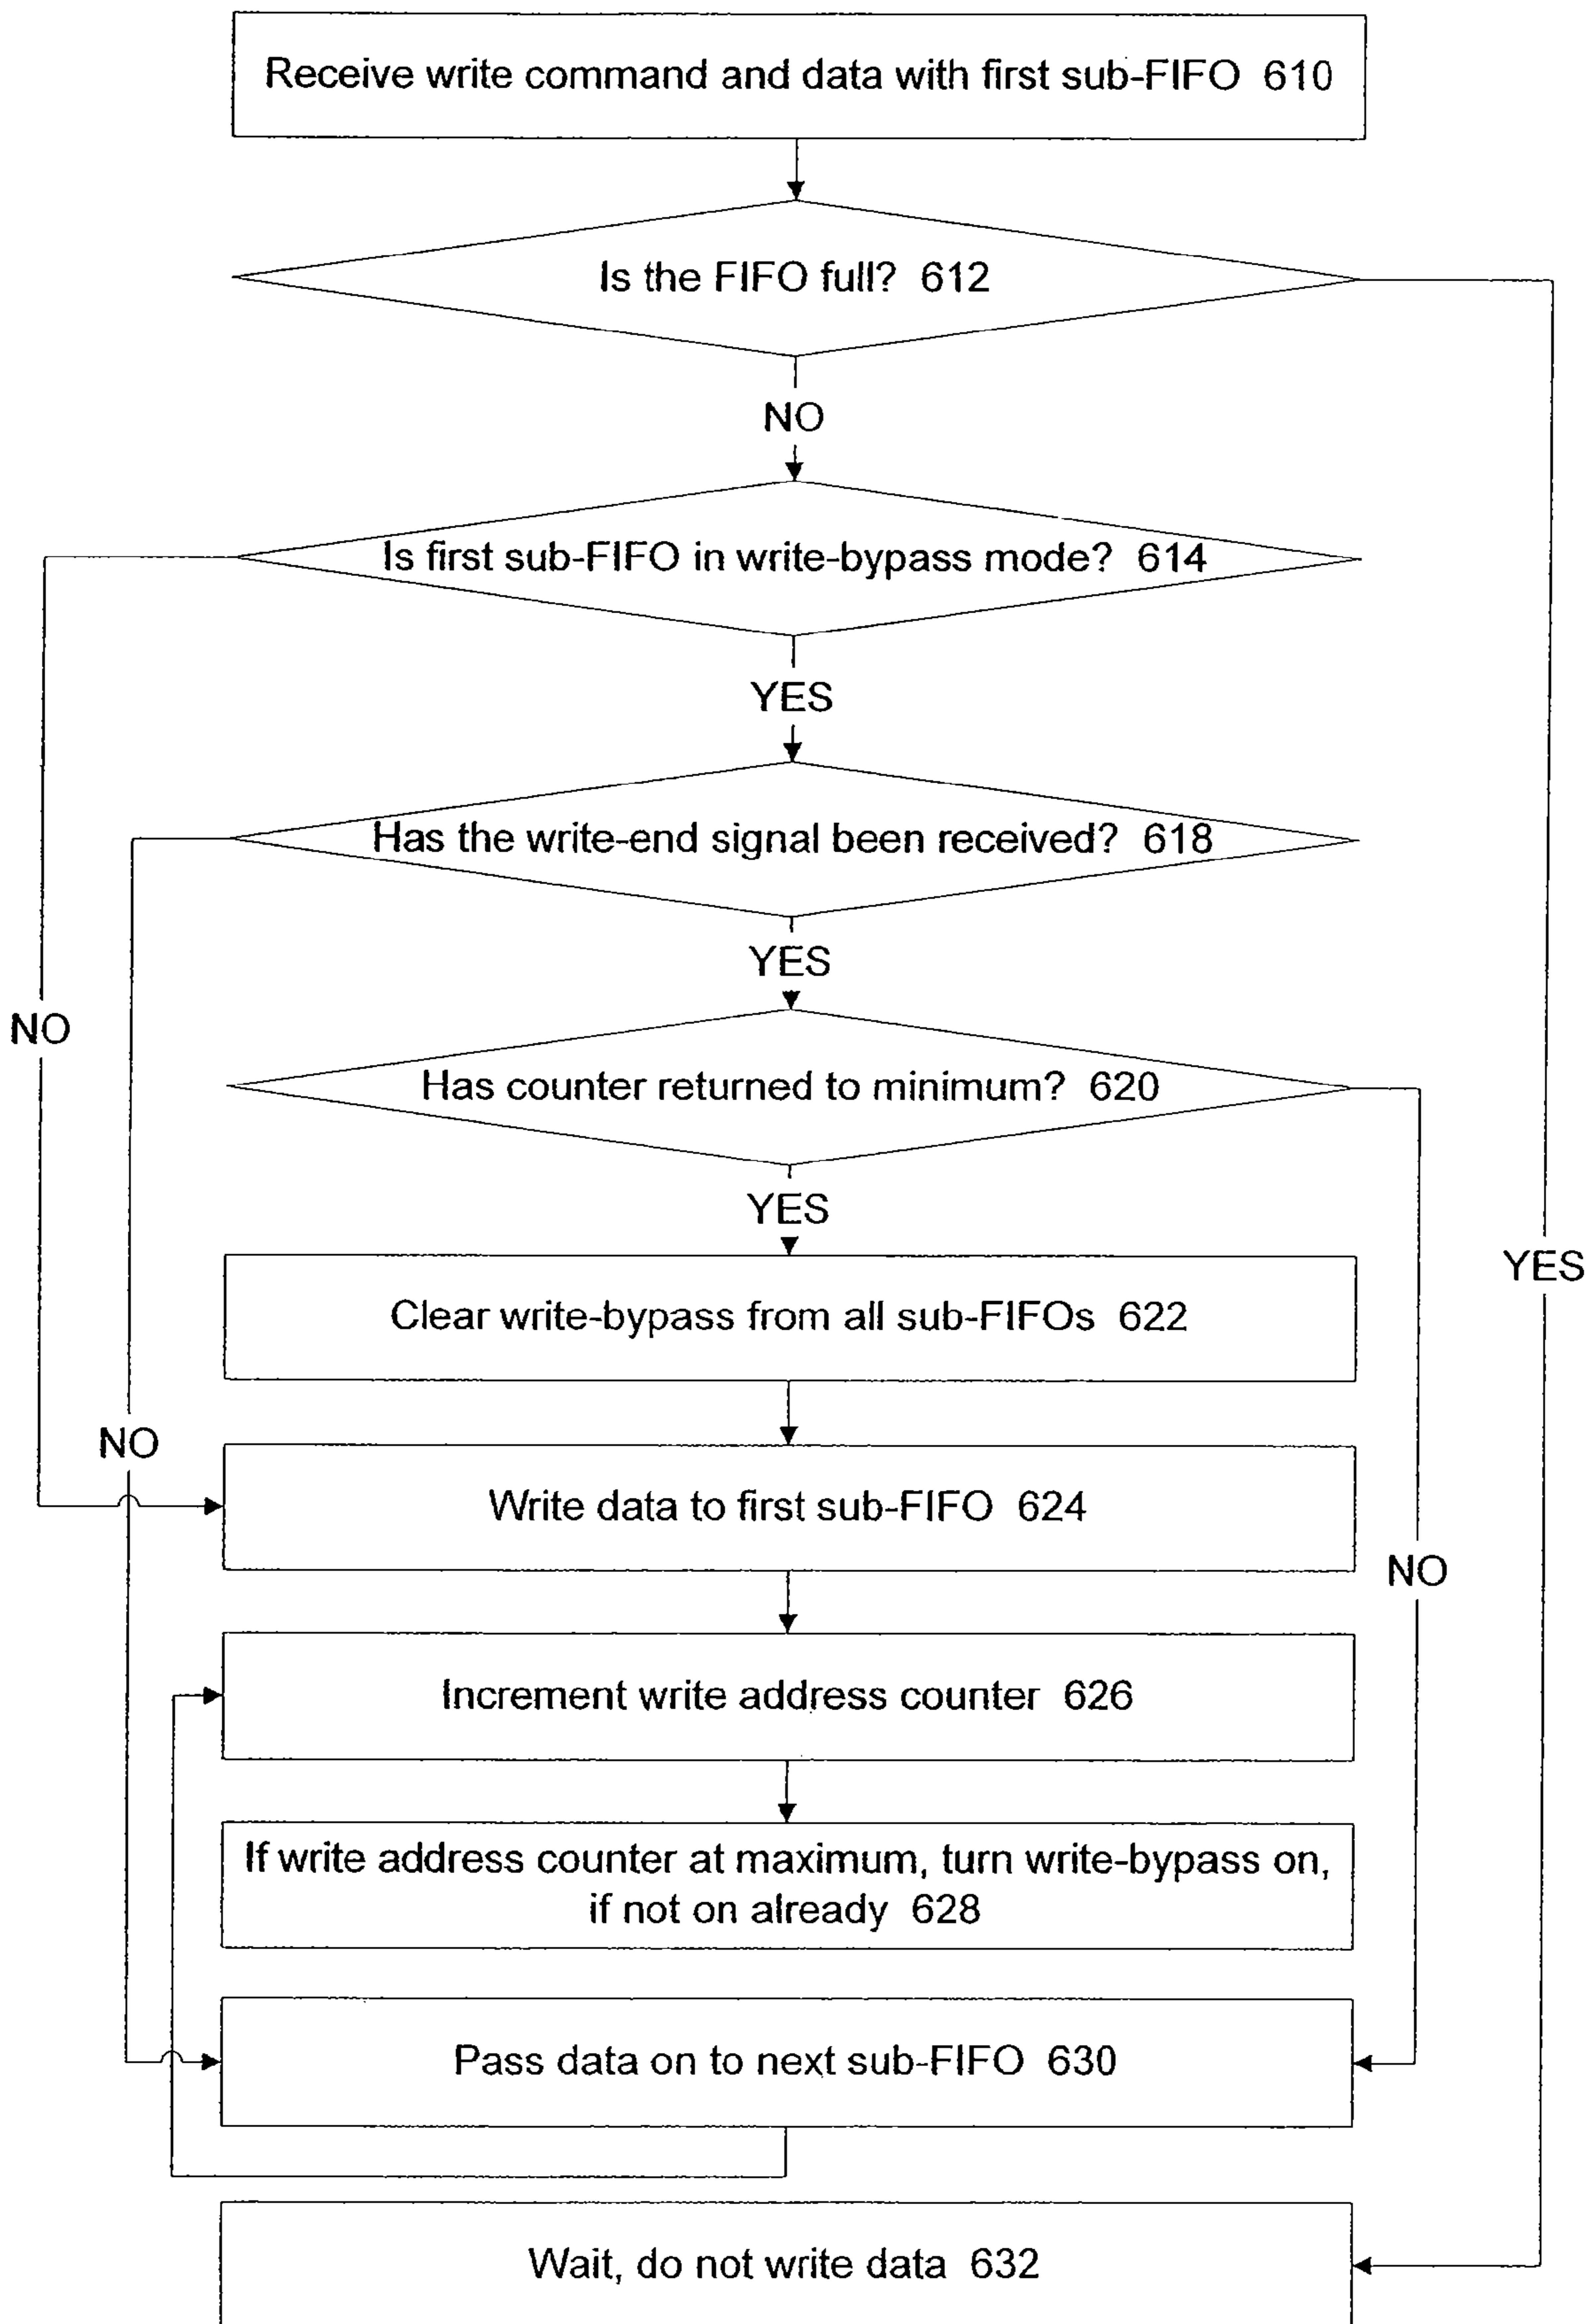 Receive write command and data with first sub-FIFO 610
Is the FIFO full? 612
NO
Is first sub-FIFO in write-bypass mode? 614
YES
Has the write-end signal been received? 618
YES
NO
Has counter returned to minimum? 620
YES
YES
Clear write-bypass from all sub-FIFOs 622
NO
Write data to first sub-FIFO 624
NO
Increment write address counter 626
If write address counter at maximum, turn write-bypass on,
if not on already 628
Pass data on to next sub-FIFO 630
Wait, do not write data 632